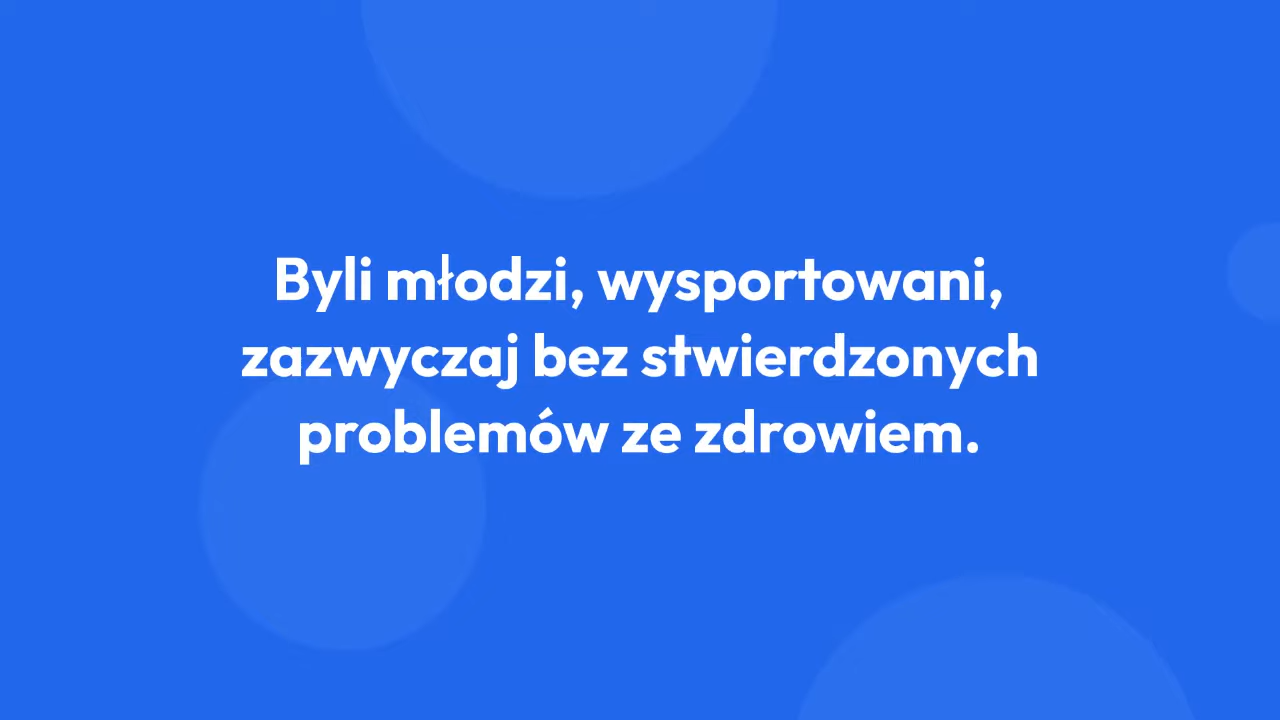 Byli młodzi, wysportowani,
zazwyczaj bez stwierdzonych
problemów ze zdrowiem.